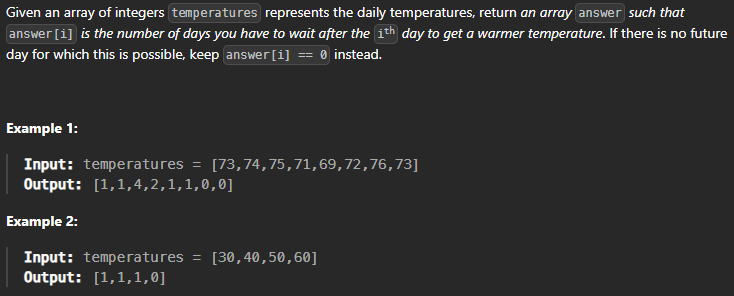 Given an array of integers temperatures represents the daily temperatures, return an array answer such that
answer[i] is the number of days you have to wait after the ith day to get a warmer temperature. If there is no future
day for which this is possible, keep answer[i] == 0 instead.
Example 1:
Input: temperatures = [73,74,75,71,69,72,76,73]
Output: [1,1,4,2,1,1,0,0]
Example 2:
Input: temperatures = [30,40,50,60]
Output: [1,1,1,0]